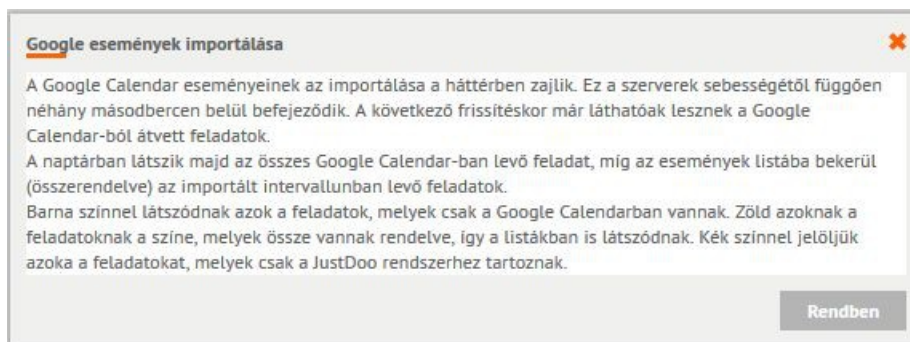 Google események importálása
A Google Calendar eseményeinek az importálása a háttérben zajlik. Ez a szerverek sebességétől függően
néhány másodbercen belül befejeződik. A következő frissítéskor már láthatóak lesznek a Google
Calendar-ból átvett feladatok.
A naptárban látszik majd az összes Google Calendar-ban levő feladat, míg az események listába bekerül
(összerendelve) az importált intervallunban levő feladatok.
Barna színnel látszódnak azok a feladatok, melyek csak a Google Calendarban vannak. Zöld azoknak a
feladatoknak a színe, melyek össze vannak rendelve, így a listákban is látszódnak. Kék színnel jelöljük
azoka a feladatokat, melyek csak a JustDoo rendszerhez tartoznak.
Rendben